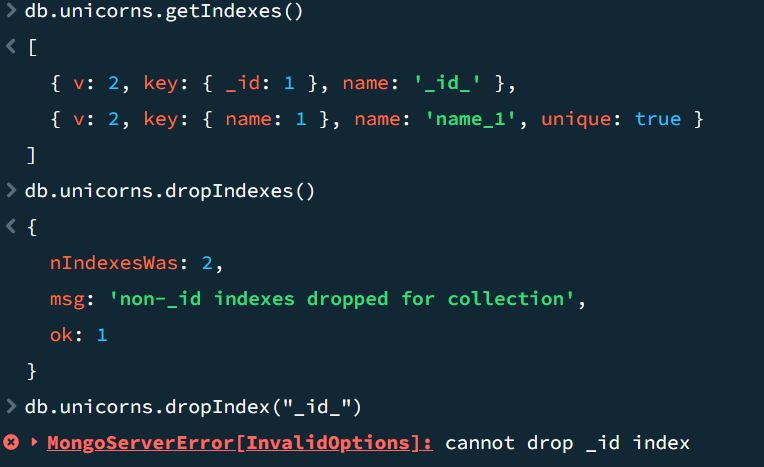 db.unicorns.getIndexes()
[
{ v: 2, key: { _id: 1 }, name: '_id_' },
{ v: 2, key: { name: 1 }, name: 'name_1', unique: true }
]
db.unicorns.dropIndexes()
{
nIndexesWas: 2,
msg: 'non-_id indexes dropped for collection',
ok: 1
}
db.unicorns.dropIndex("_id_")
MongoServerError[InvalidOptions]: cannot drop _id index